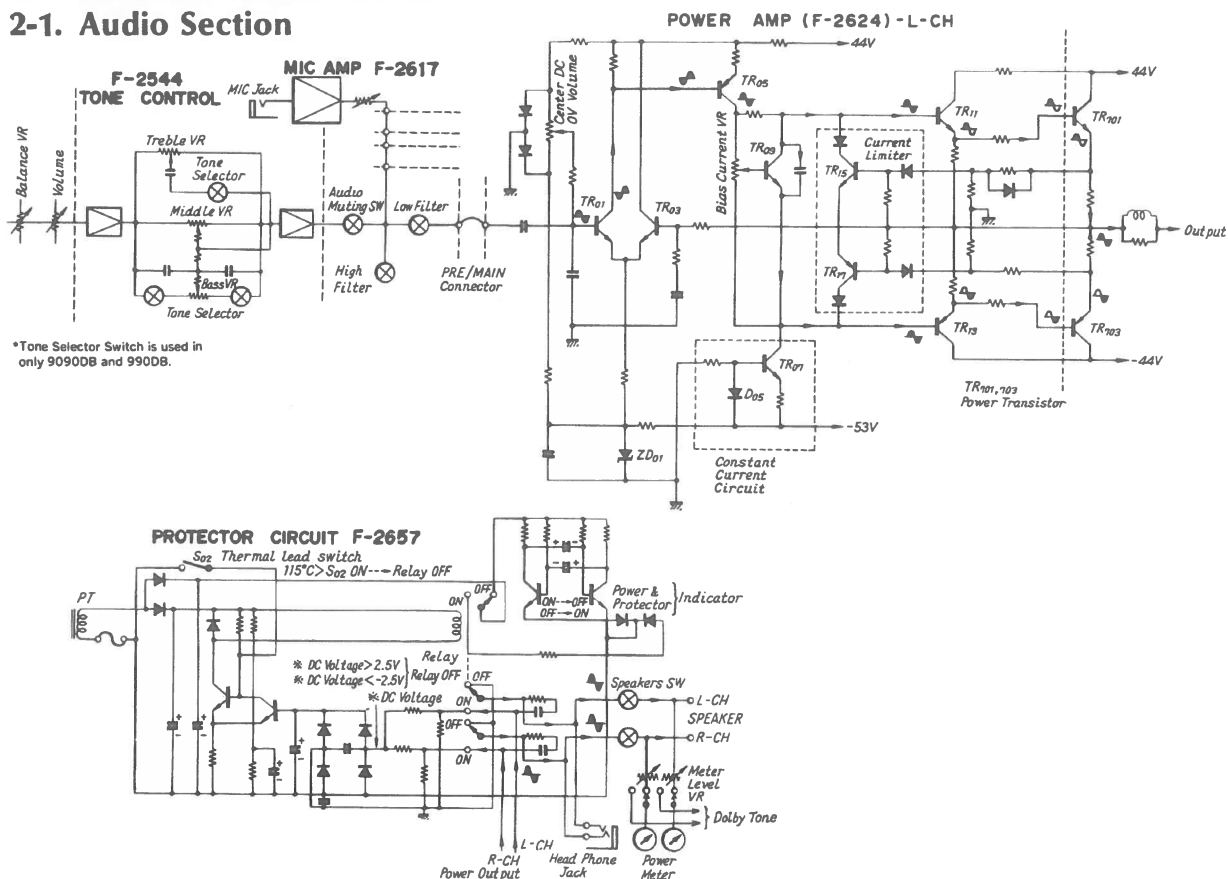 2-1. Audio Section
POWER AMP (F-2624)-L-CH
F-2544
TONE CONTROL
MIC AMP F-2617
MIC Jack
Balance VR
Volume
Treble VR
Tone
Selector
Middle VR
Bass VR
Tone Selector
Audio
Muting SW
Low Filter
High
Filter
PRE/MAIN
Connector
*Tone Selector Switch is used in
only 9090DB and 990DB.
Center DC
0V Volume
44V
TR05
Bias Current VR
TR09
TR01
TR03
Current
Limiter
TR15
TR17
TR11
TR13
44V
TR701
TR703
Output
-44V
TR701,703
Power Transistor
TR07
D05
-53V
ZD01
Constant
Current
Circuit
PROTECTOR CIRCUIT F-2657
S02 Thermal lead switch
115°C>S02 ON---→Relay OFF
PT
ON
OFF
ON---→OFF
OFF---→ON
Power &
Protector
Indicator
Relay
※ DC Voltage>2.5V
※ DC Voltage<-2.5V
Relay OFF
※ DC Voltage
OFF
ON
OFF
ON
Speakers SW
L-CH
SPEAKER
R-CH
Meter
Level
VR
Dolby Tone
L-CH
R-CH
Power Output
Head Phone
Jack
Power
Meter